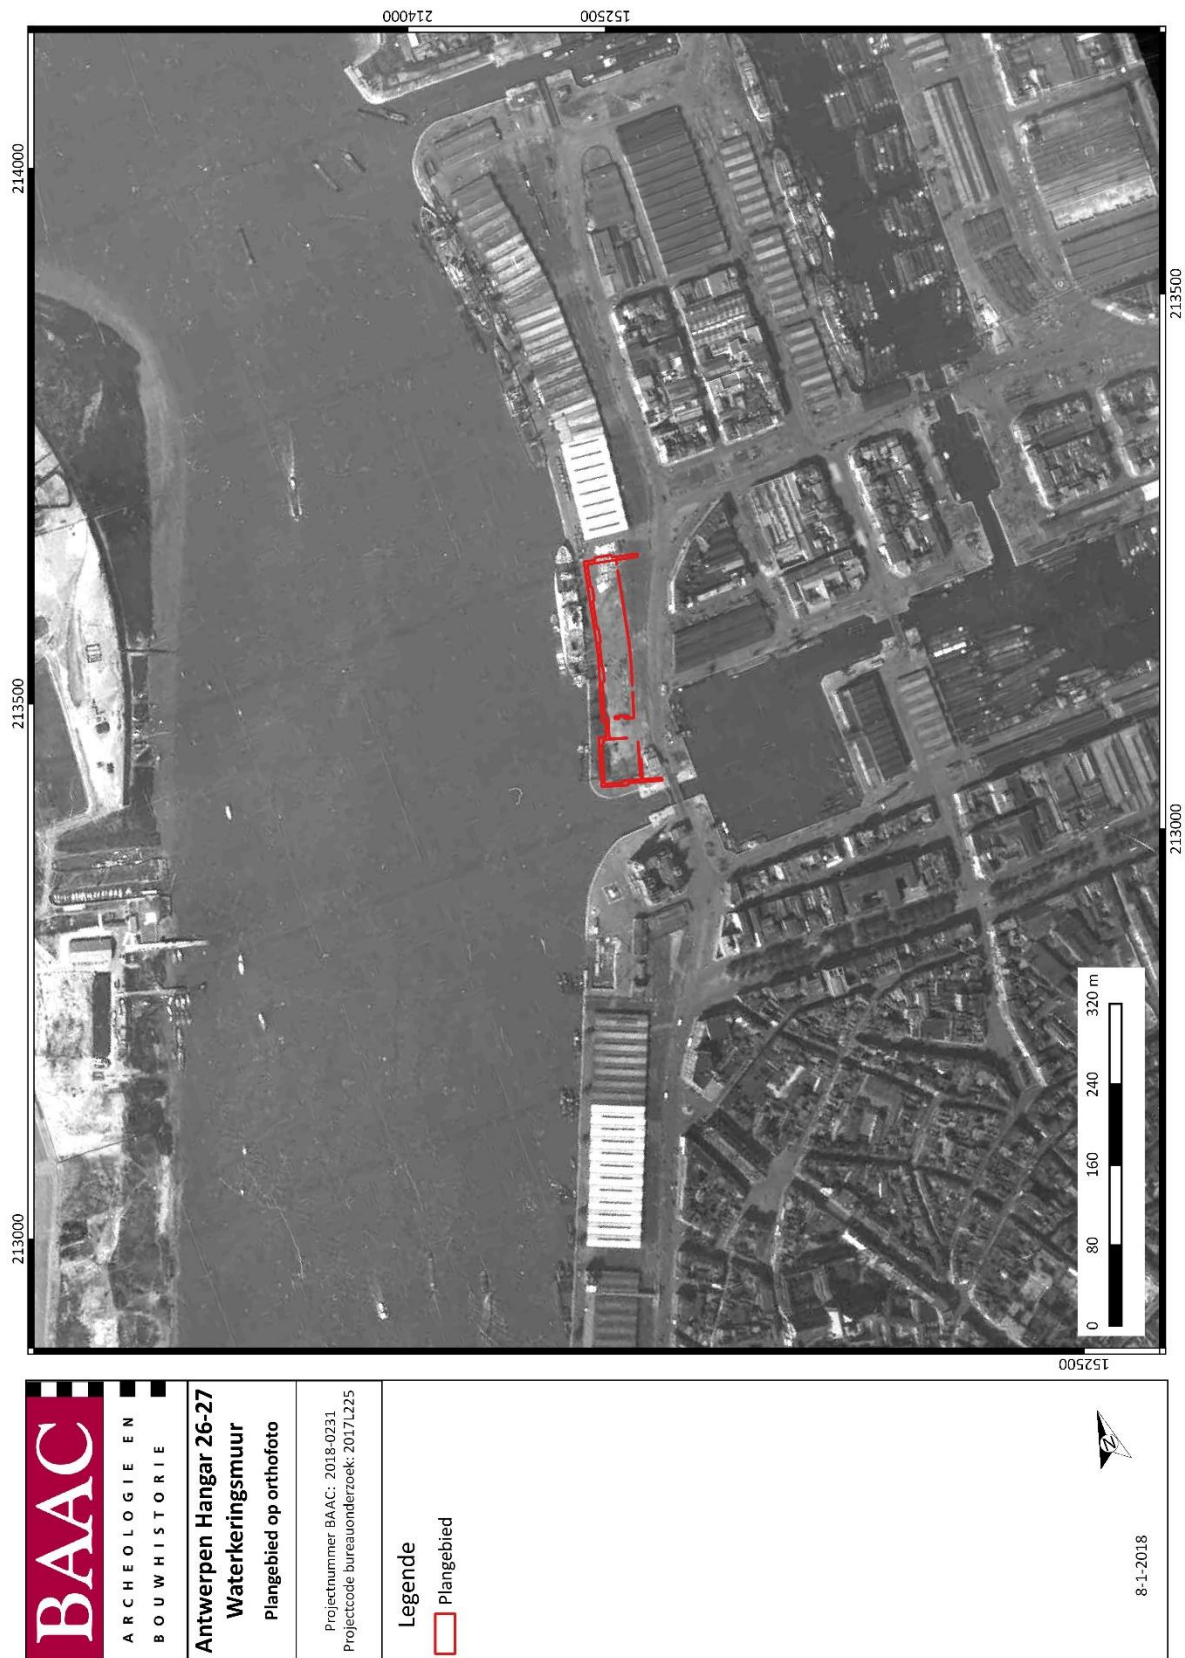 BAAC
ARCHEOLOGIE EN
BOUWHISTORIE
Antwerpen Hangar 26-27
Waterkeringsmuur
Plangebied op orthofoto
Projectnummer BAAC: 2018-0231
Projectcode bureauonderzoek: 2017L225
Legende
Plangebied
8-1-2018
N
213000
213500
214000
214000
152500
152500
213000
213500
0 80 160 240 320 m